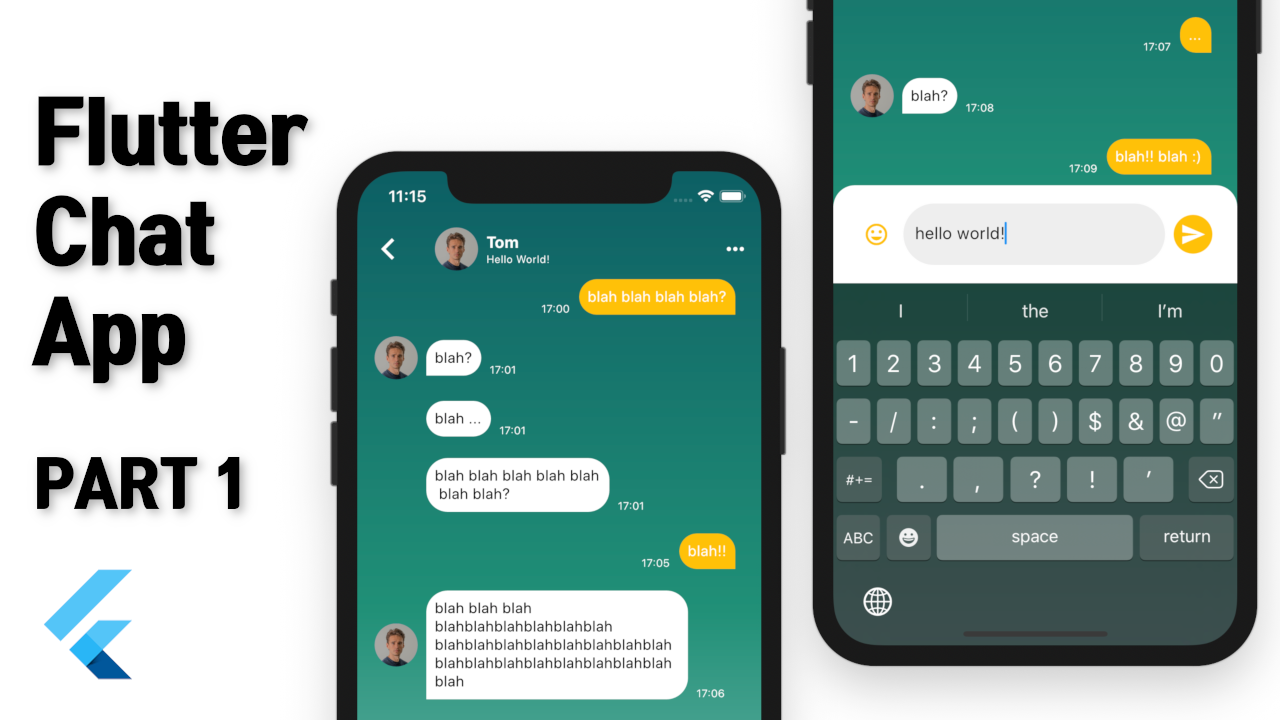 Flutter
Chat
App
PART 1
11:15
Tom
Hello World!
blah blah blah blah?
17:00
blah?
17:01
blah ...
17:01
blah blah blah blah blah
blah blah?
17:01
blah!!
17:05
blah blah blah
blahblahblahblahblahblah
blahblahblahblahblahblahblahblah
blahblahblahblahblahblahblahblah
blah
17:06
...
17:07
blah?
17:08
blah!! blah :)
17:09
hello world!
I the I’m
1 2 3 4 5 6 7 8 9 0
- / : ; ( ) $ & @ ”
#+= . , ? ! ’
ABC space return